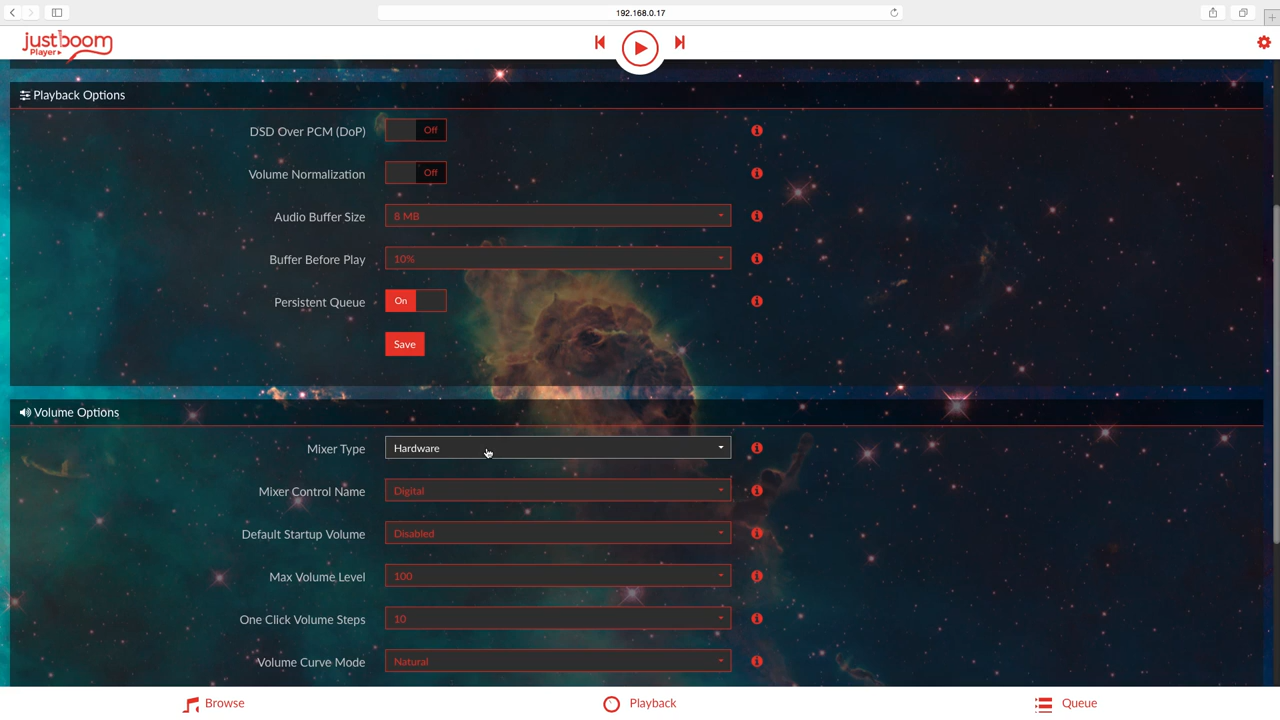 192.168.0.17
justboom
Player
Playback Options
DSD Over PCM (DoP)
Off
Volume Normalization
Off
Audio Buffer Size
8 MB
Buffer Before Play
10%
Persistent Queue
On
Save
Volume Options
Mixer Type
Hardware
Mixer Control Name
Digital
Default Startup Volume
Disabled
Max Volume Level
100
One Click Volume Steps
10
Volume Curve Mode
Natural
Browse
Playback
Queue